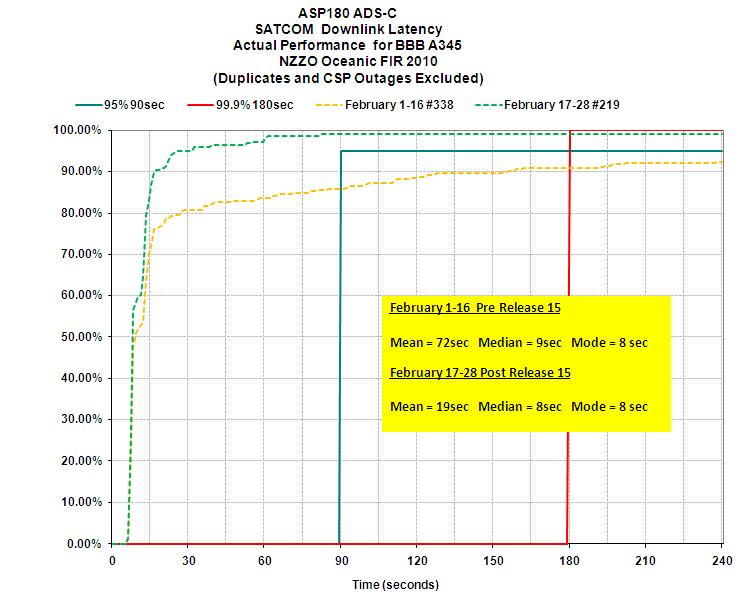 ASP180 ADS-C
SATCOM Downlink Latency
Actual Performance for BBB A345
NZZO Oceanic FIR 2010
(Duplicates and CSP Outages Excluded)
95% 90sec
99.9% 180sec
February 1-16 #338
February 17-28 #219
100.00%
90.00%
80.00%
70.00%
60.00%
50.00%
40.00%
30.00%
20.00%
10.00%
0.00%
February 1-16 Pre Release 15
Mean = 72sec Median = 9sec Mode = 8 sec
February 17-28 Post Release 15
Mean = 19sec Median = 8sec Mode = 8 sec
0 30 60 90 120 150 180 210 240
Time (seconds)